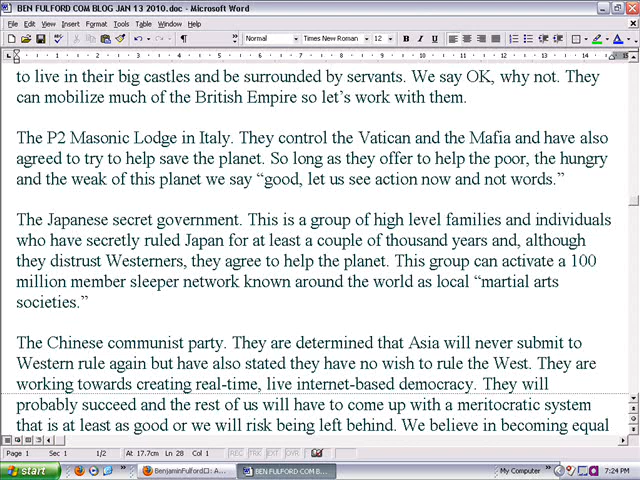 BEN FULFORD COM BLOG JAN 13 2010.doc - Microsoft Word
File Edit View Insert Format Tools Table Window Help
Normal Times New Roman 12 B I U
to live in their big castles and be surrounded by servants. We say OK, why not. They
can mobilize much of the British Empire so let’s work with them.
The P2 Masonic Lodge in Italy. They control the Vatican and the Mafia and have also
agreed to try to help save the planet. So long as they offer to help the poor, the hungry
and the weak of this planet we say “good, let us see action now and not words.”
The Japanese secret government. This is a group of high level families and individuals
who have secretly ruled Japan for at least a couple of thousand years and, although
they distrust Westerners, they agree to help the planet. This group can activate a 100
million member sleeper network known around the world as local “martial arts
societies.”
The Chinese communist party. They are determined that Asia will never submit to
Western rule again but have also stated they have no wish to rule the West. They are
working towards creating real-time, live internet-based democracy. They will
probably succeed and the rest of us will have to come up with a meritocratic system
that is at least as good or we will risk being left behind. We believe in becoming equal
Page 1 Sec 1 1/2 At 17.7cm Ln 28 Col 1 REC TRK EXT OVR
start BenjaminFulford BEN FULFORD COM B... My Computer 7:24 PM